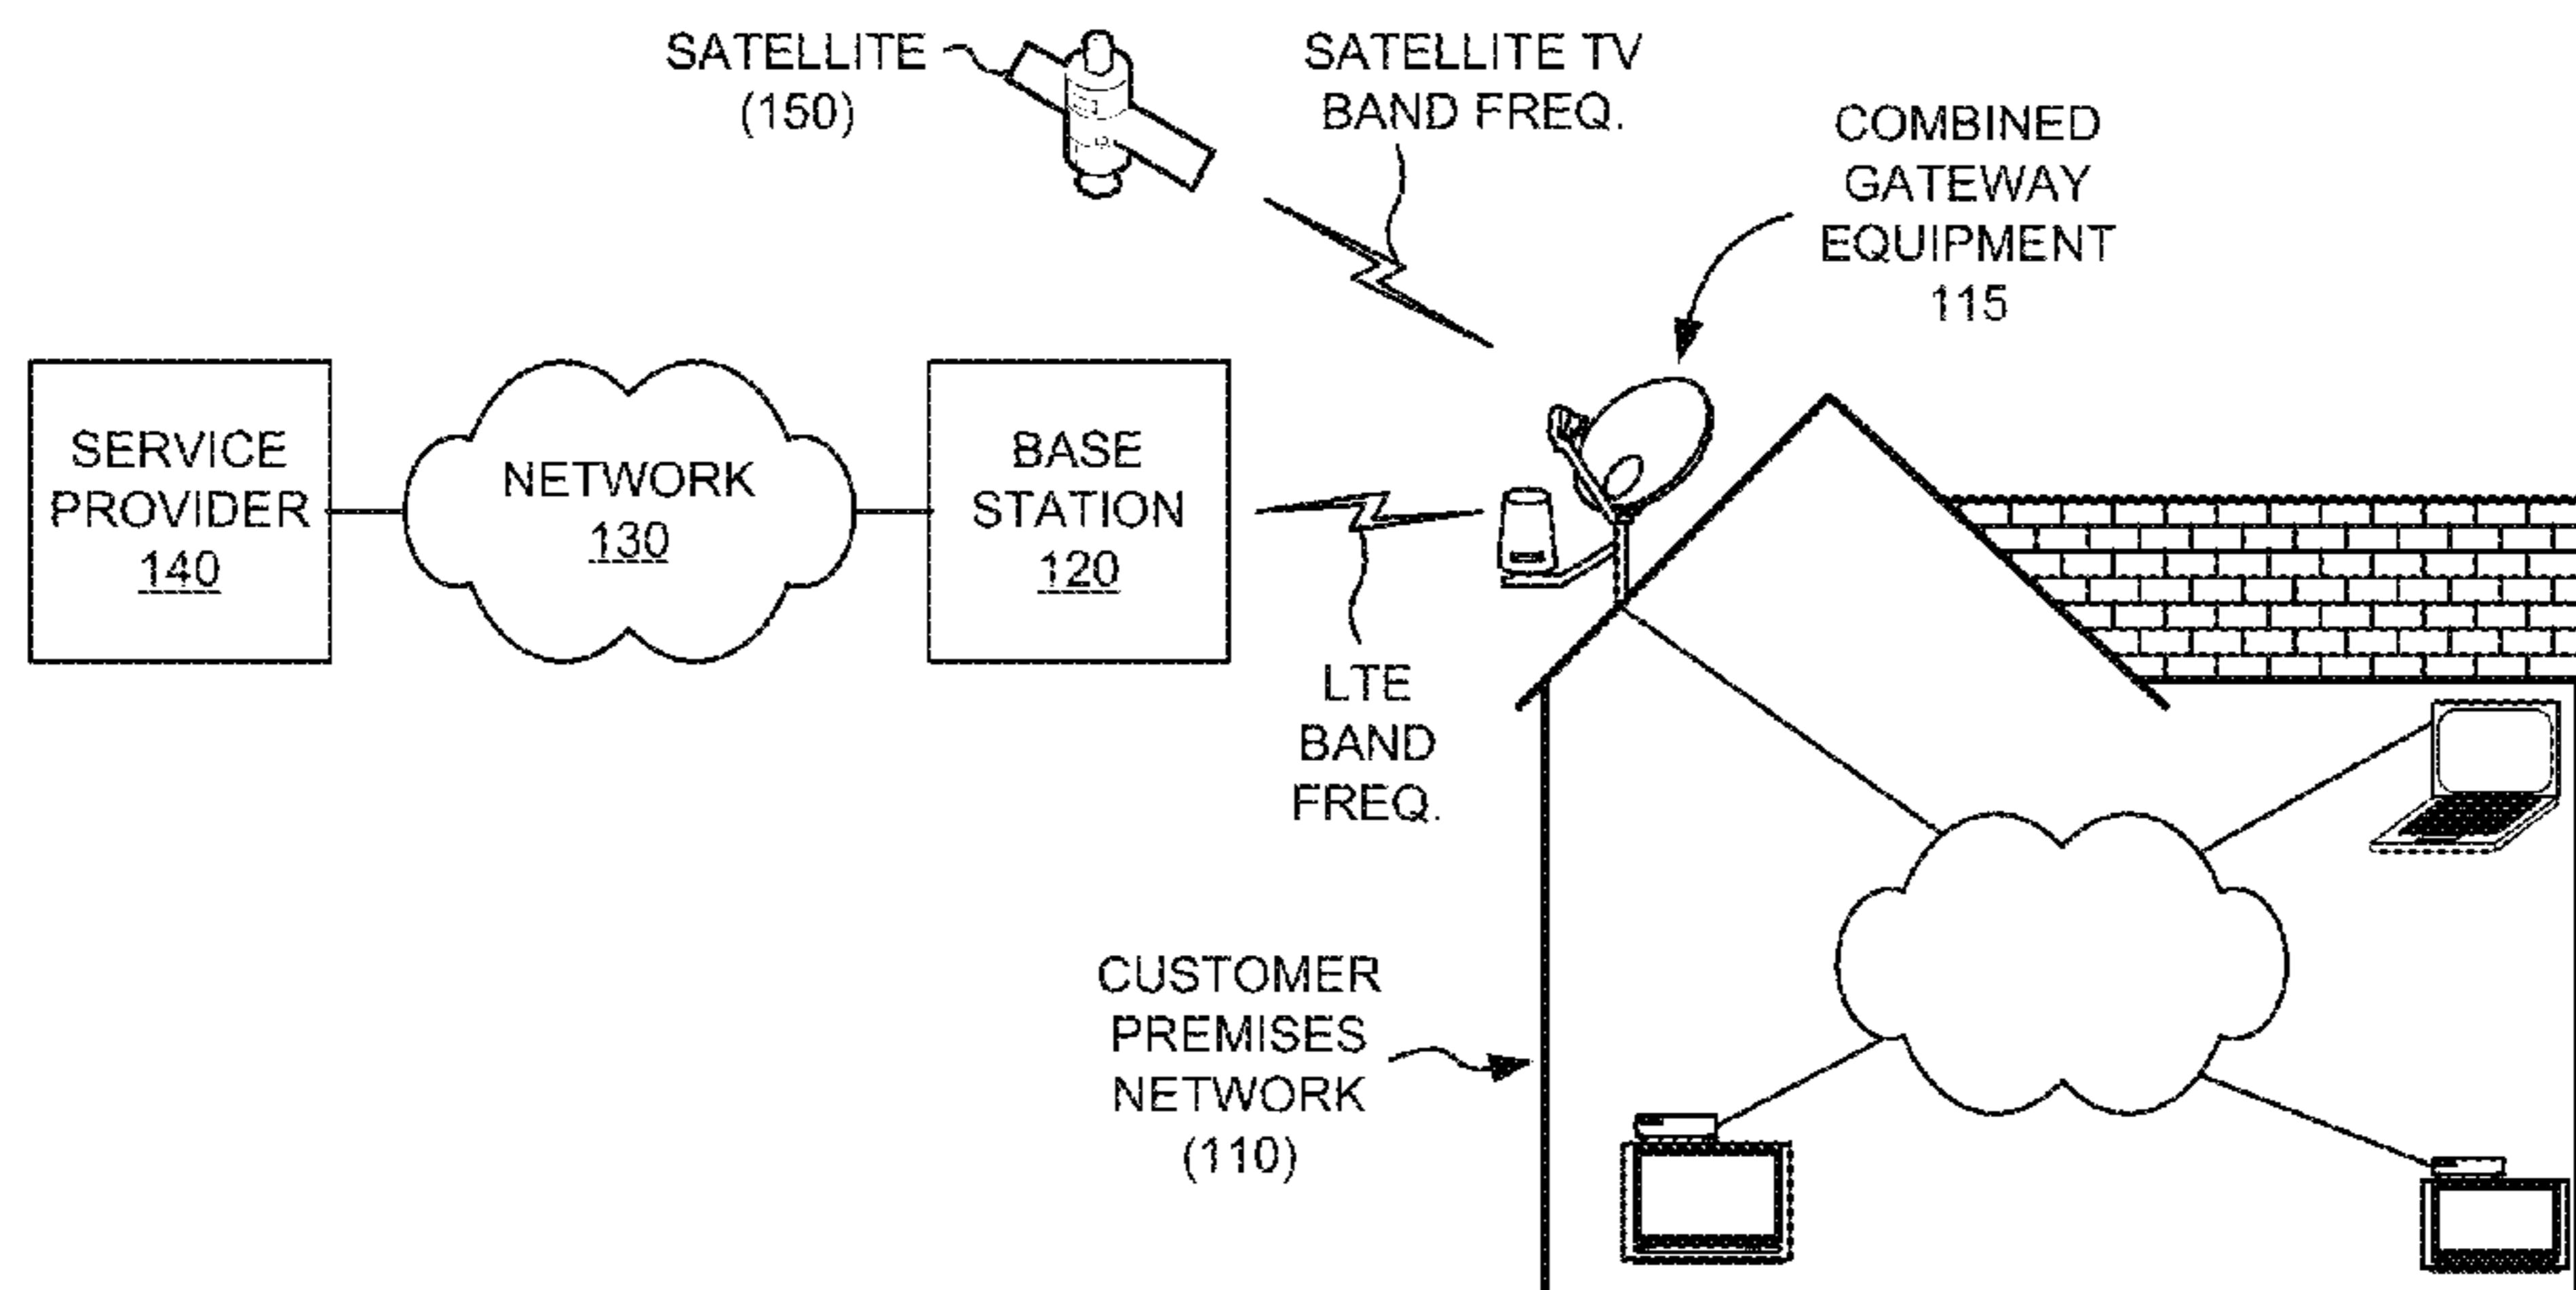 SATELLITE
(150)
SATELLITE TV
BAND FREQ.
COMBINED
GATEWAY
EQUIPMENT
115
SERVICE
PROVIDER
140
NETWORK
130
BASE
STATION
120
LTE
BAND
FREQ.
CUSTOMER
PREMISES
NETWORK
(110)